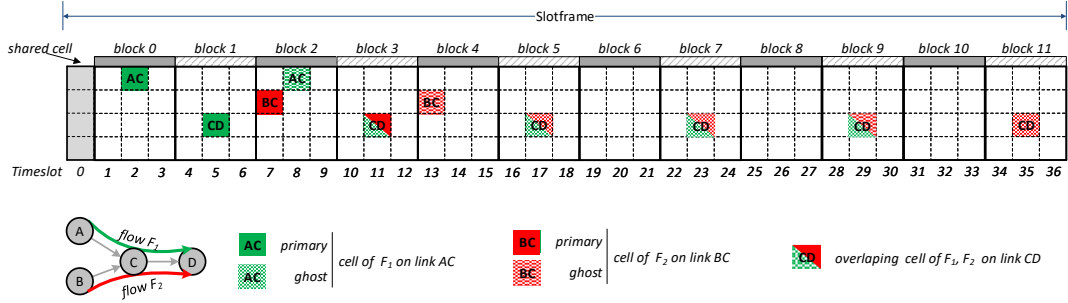 Slotframe
shared cell block 0 block 1 block 2 block 3 block 4 block 5 block 6 block 7 block 8 block 9 block 10 block 11
AC AC
BC BC
CD CD CD CD CD CD
Timeslot 0 1 2 3 4 5 6 7 8 9 10 11 12 13 14 15 16 17 18 19 20 21 22 23 24 25 26 27 28 29 30 31 32 33 34 35 36
A flow F1
C D
B flow F2
AC primary
AC ghost
cell of F1 on link AC
BC primary
BC ghost
cell of F2 on link BC
CD overlaping cell of F1, F2 on link CD